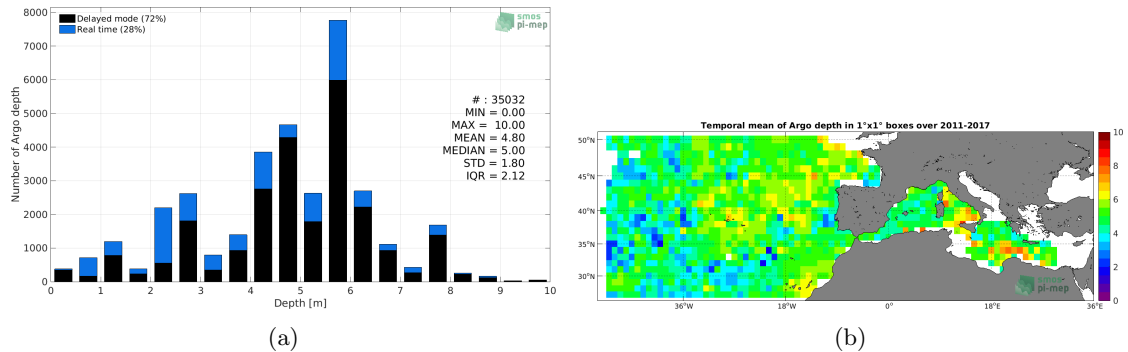 Delayed mode (72%)
Real time (28%)
smos
pi-mep
8000
7000
6000
5000
4000
3000
2000
1000
0
Number of Argo depth
# : 35032
MIN = 0.00
MAX = 10.00
MEAN = 4.80
MEDIAN = 5.00
STD = 1.80
IQR = 2.12
0 1 2 3 4 5 6 7 8 9 10
Depth [m]
(a)
Temporal mean of Argo depth in 1°x1° boxes over 2011-2017
50°N
45°N
40°N
35°N
30°N
36°W 0° 18°E 36°E
10
8
6
4
2
0
smos
pi-mep
(b)